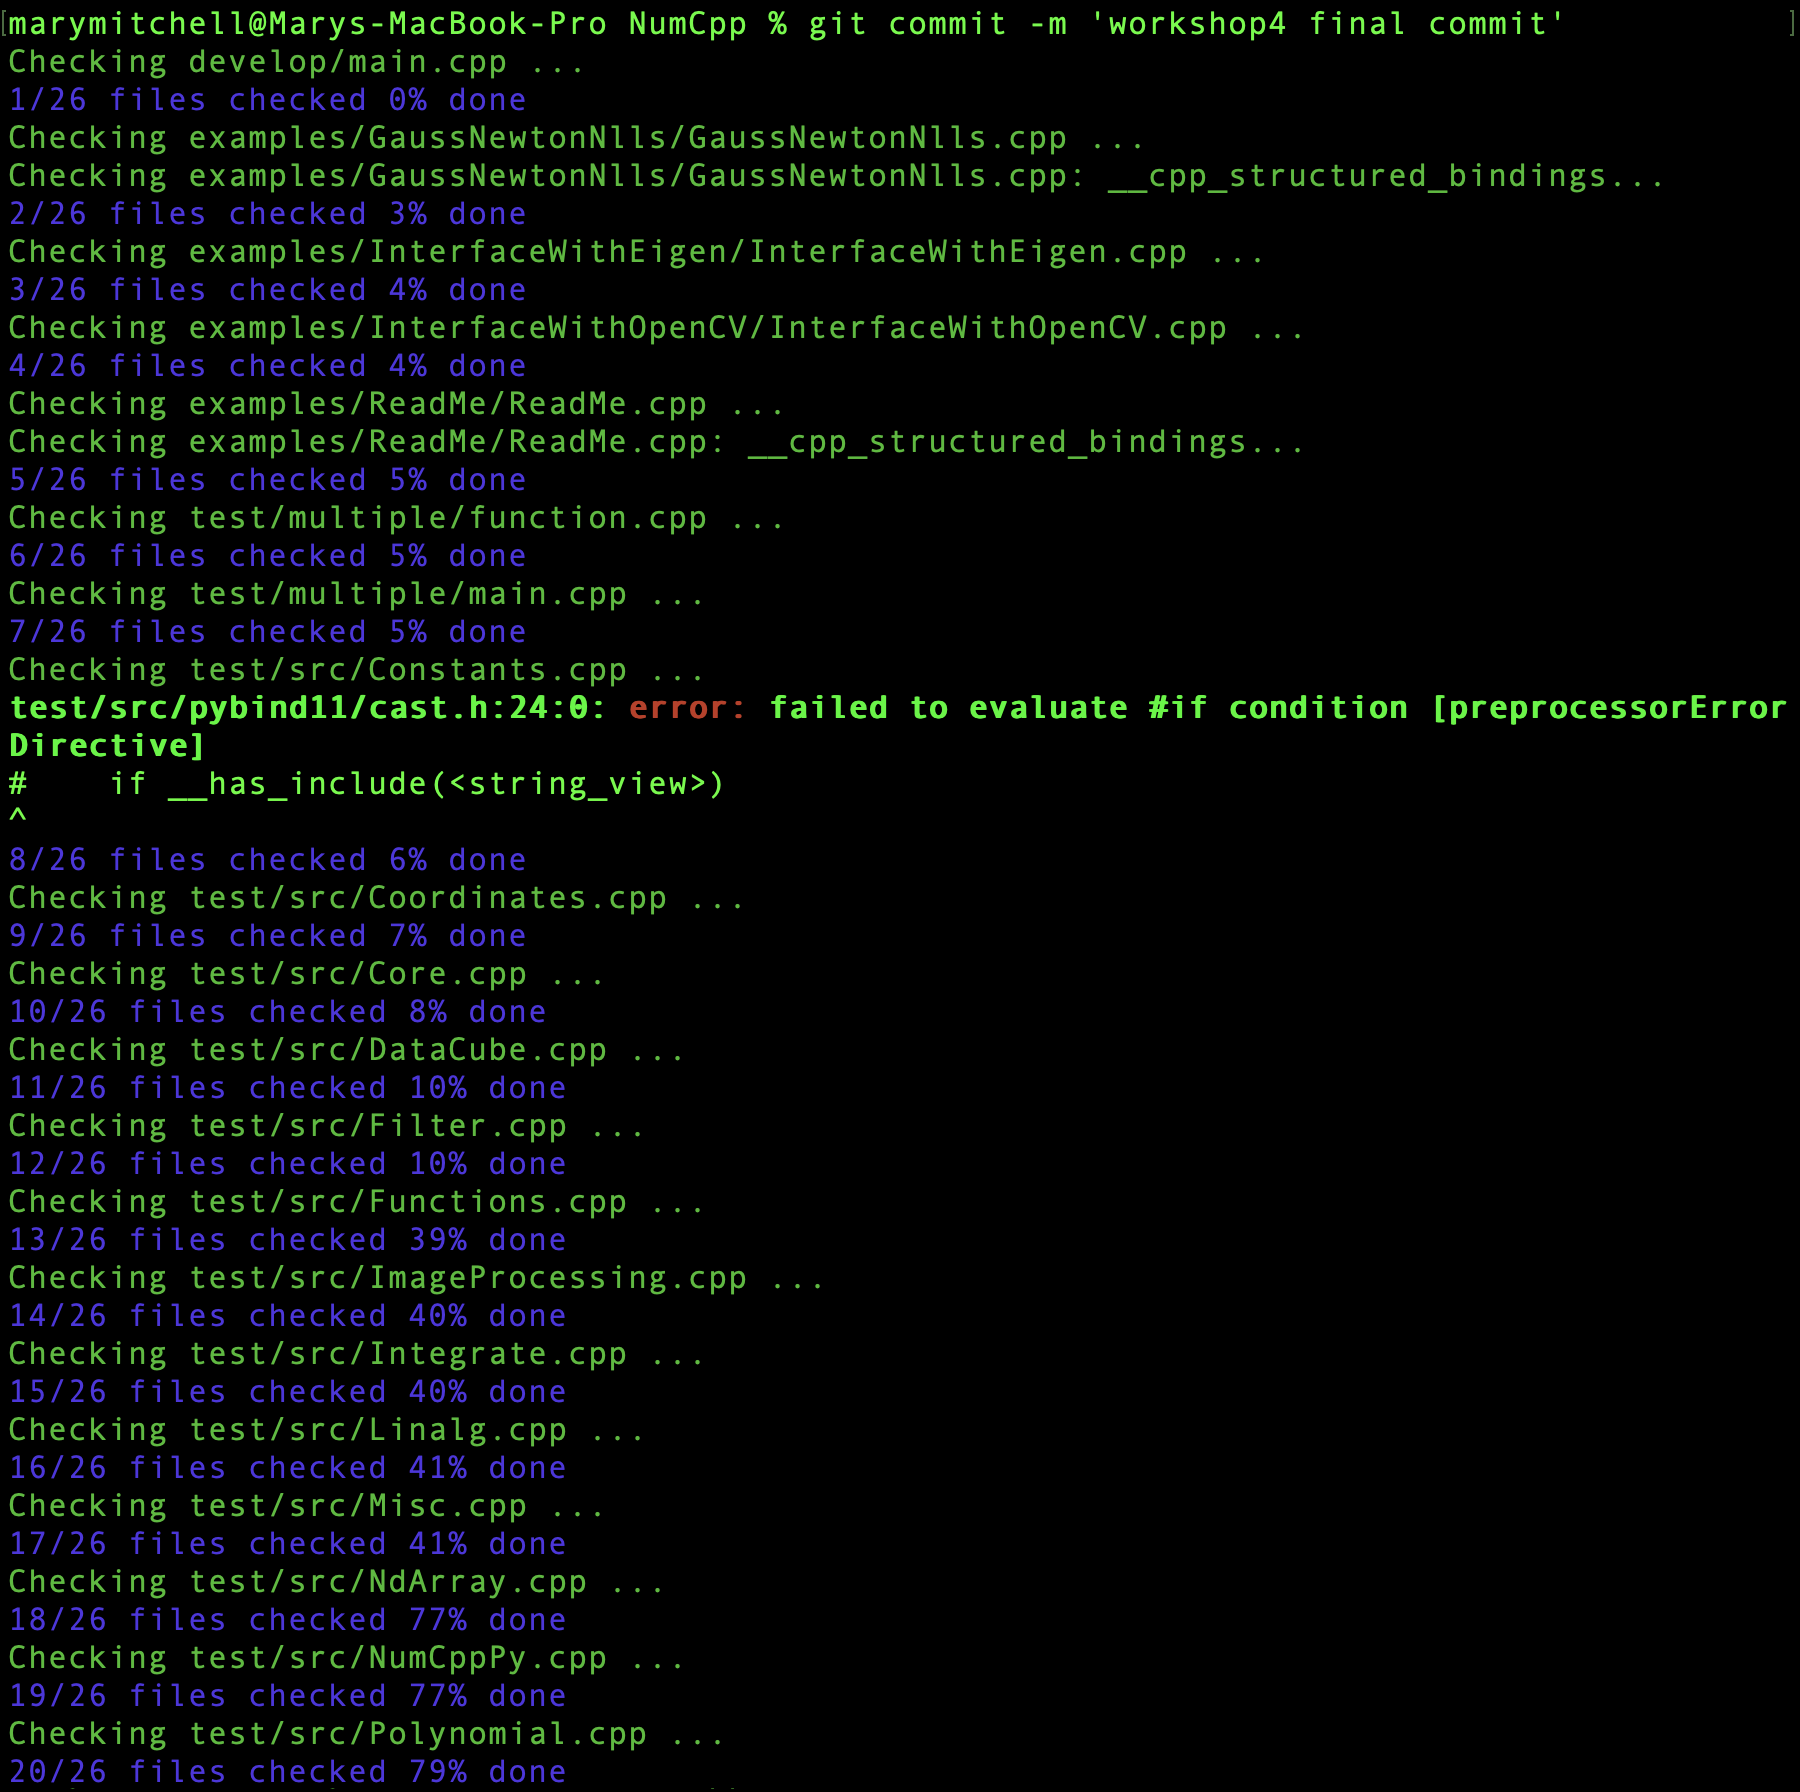 [marymitchell@Marys-MacBook-Pro NumCpp % git commit -m 'workshop4 final commit' ]
Checking develop/main.cpp ...
1/26 files checked 0% done
Checking examples/GaussNewtonNlls/GaussNewtonNlls.cpp ...
Checking examples/GaussNewtonNlls/GaussNewtonNlls.cpp: __cpp_structured_bindings...
2/26 files checked 3% done
Checking examples/InterfaceWithEigen/InterfaceWithEigen.cpp ...
3/26 files checked 4% done
Checking examples/InterfaceWithOpenCV/InterfaceWithOpenCV.cpp ...
4/26 files checked 4% done
Checking examples/ReadMe/ReadMe.cpp ...
Checking examples/ReadMe/ReadMe.cpp: __cpp_structured_bindings...
5/26 files checked 5% done
Checking test/multiple/function.cpp ...
6/26 files checked 5% done
Checking test/multiple/main.cpp ...
7/26 files checked 5% done
Checking test/src/Constants.cpp ...
test/src/pybind11/cast.h:24:0: error: failed to evaluate #if condition [preprocessorError
Directive]
#    if __has_include(<string_view>)
^
8/26 files checked 6% done
Checking test/src/Coordinates.cpp ...
9/26 files checked 7% done
Checking test/src/Core.cpp ...
10/26 files checked 8% done
Checking test/src/DataCube.cpp ...
11/26 files checked 10% done
Checking test/src/Filter.cpp ...
12/26 files checked 10% done
Checking test/src/Functions.cpp ...
13/26 files checked 39% done
Checking test/src/ImageProcessing.cpp ...
14/26 files checked 40% done
Checking test/src/Integrate.cpp ...
15/26 files checked 40% done
Checking test/src/Linalg.cpp ...
16/26 files checked 41% done
Checking test/src/Misc.cpp ...
17/26 files checked 41% done
Checking test/src/NdArray.cpp ...
18/26 files checked 77% done
Checking test/src/NumCppPy.cpp ...
19/26 files checked 77% done
Checking test/src/Polynomial.cpp ...
20/26 files checked 79% done